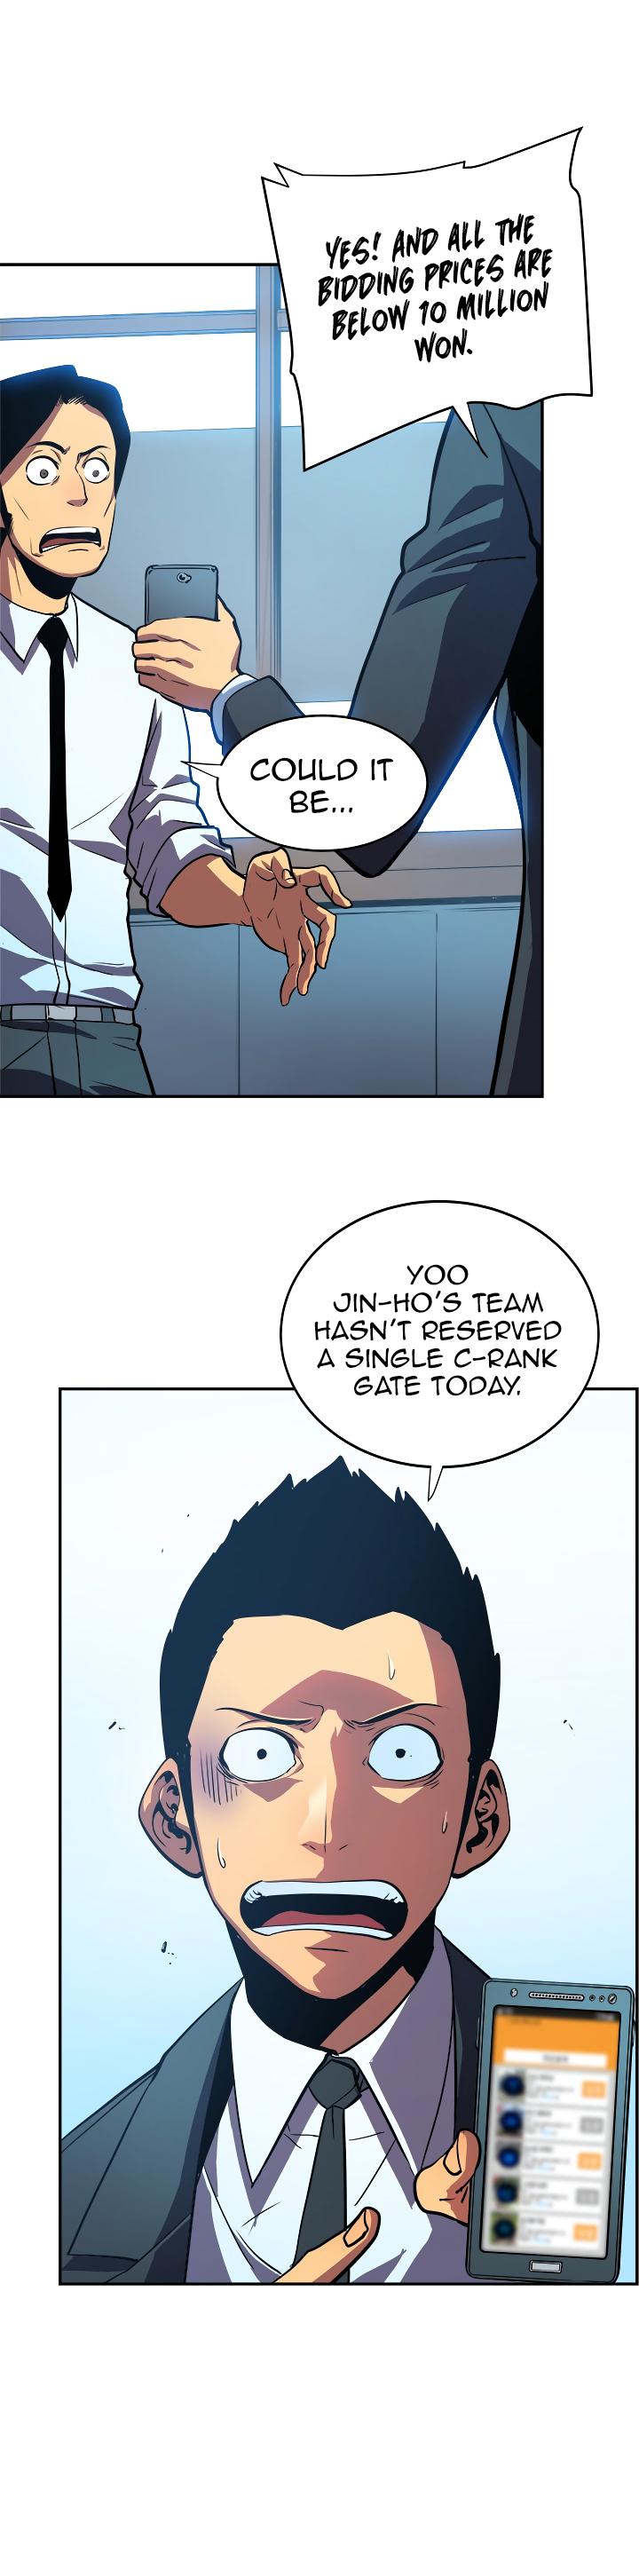 YES! AND ALL THE
BIDDING PRICES ARE
BELOW 10 MILLION
WON.
COULD IT
BE...
YOO
JIN-HO'S TEAM
HASN'T RESERVED
A SINGLE C-RANK
GATE TODAY.